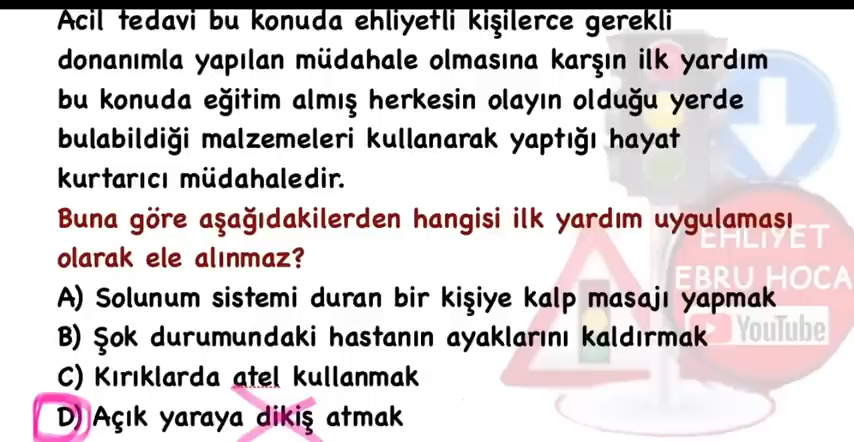 Acil tedavi bu konuda ehliyetli kişilerce gerekli
donanımla yapılan müdahale olmasına karşın ilk yardım
bu konuda eğitim almış herkesin olayın olduğu yerde
bulabildiği malzemeleri kullanarak yaptığı hayat
kurtarıcı müdahaledir.
Buna göre aşağıdakilerden hangisi ilk yardım uygulaması
olarak ele alınmaz?
A) Solunum sistemi duran bir kişiye kalp masajı yapmak
B) Şok durumundaki hastanın ayaklarını kaldırmak
C) Kırıklarda atel kullanmak
D) Açık yaraya dikiş atmak
EHLİYET
EBRU HOCA
YouTube